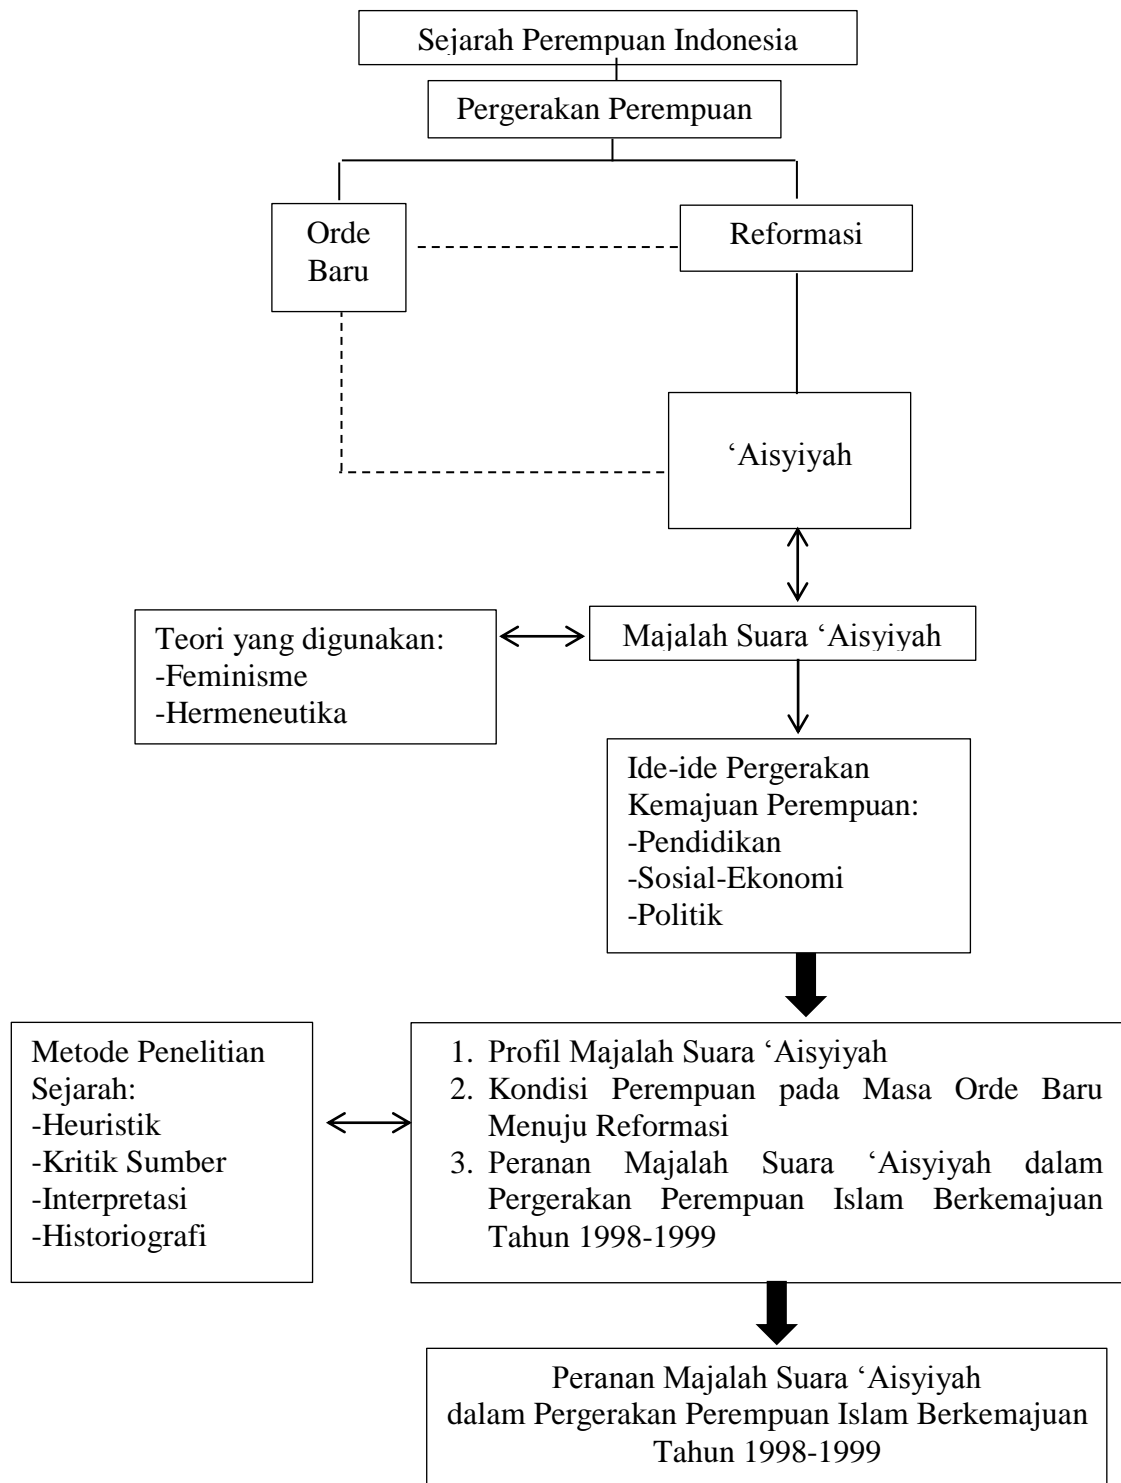 Sejarah Perempuan Indonesia
Pergerakan Perempuan
Orde
Baru
Reformasi
‘Aisyiyah
Teori yang digunakan:
-Feminisme
-Hermeneutika
Majalah Suara ‘Aisyiyah
Ide-ide Pergerakan
Kemajuan Perempuan:
-Pendidikan
-Sosial-Ekonomi
-Politik
Metode Penelitian
Sejarah:
-Heuristik
-Kritik Sumber
-Interpretasi
-Historiografi
1. Profil Majalah Suara ‘Aisyiyah
2. Kondisi Perempuan pada Masa Orde Baru
Menuju Reformasi
3. Peranan Majalah Suara ‘Aisyiyah dalam
Pergerakan Perempuan Islam Berkemajuan
Tahun 1998-1999
Peranan Majalah Suara ‘Aisyiyah
dalam Pergerakan Perempuan Islam Berkemajuan
Tahun 1998-1999